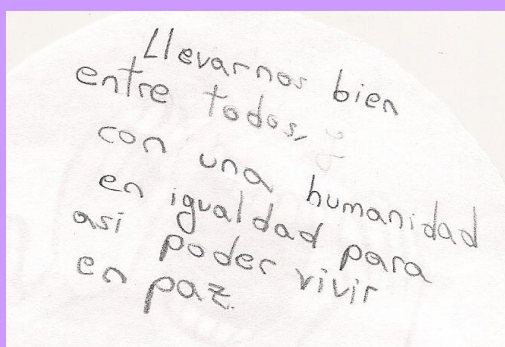 Llevarnos bien
entre todos,
con una humanidad
en igualdad para
asi poder vivir
en paz.